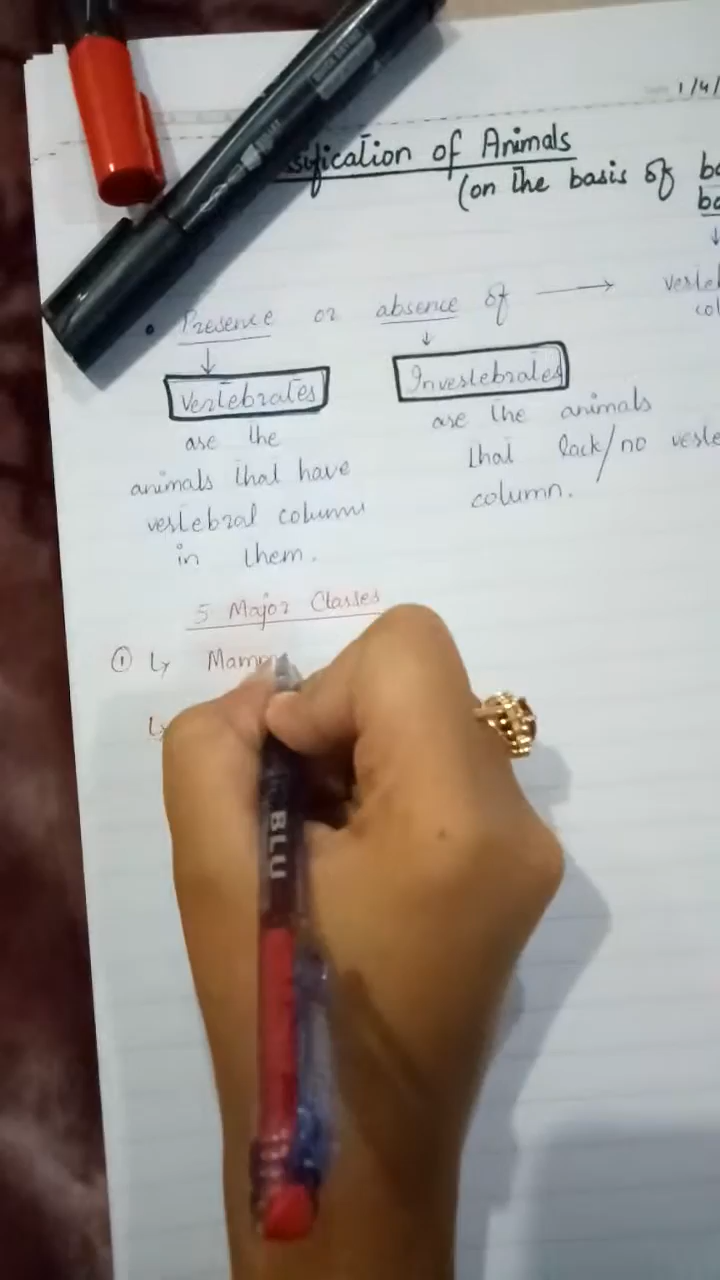 1/4/
sification of Animals
(on the basis of
Presence or absence of →
Vertebrates
Invertebrates
are the
animals that have
vertebral column
in them.
are the animals
that lack/no
column.
5 Major Classes
① Mamm
BLU